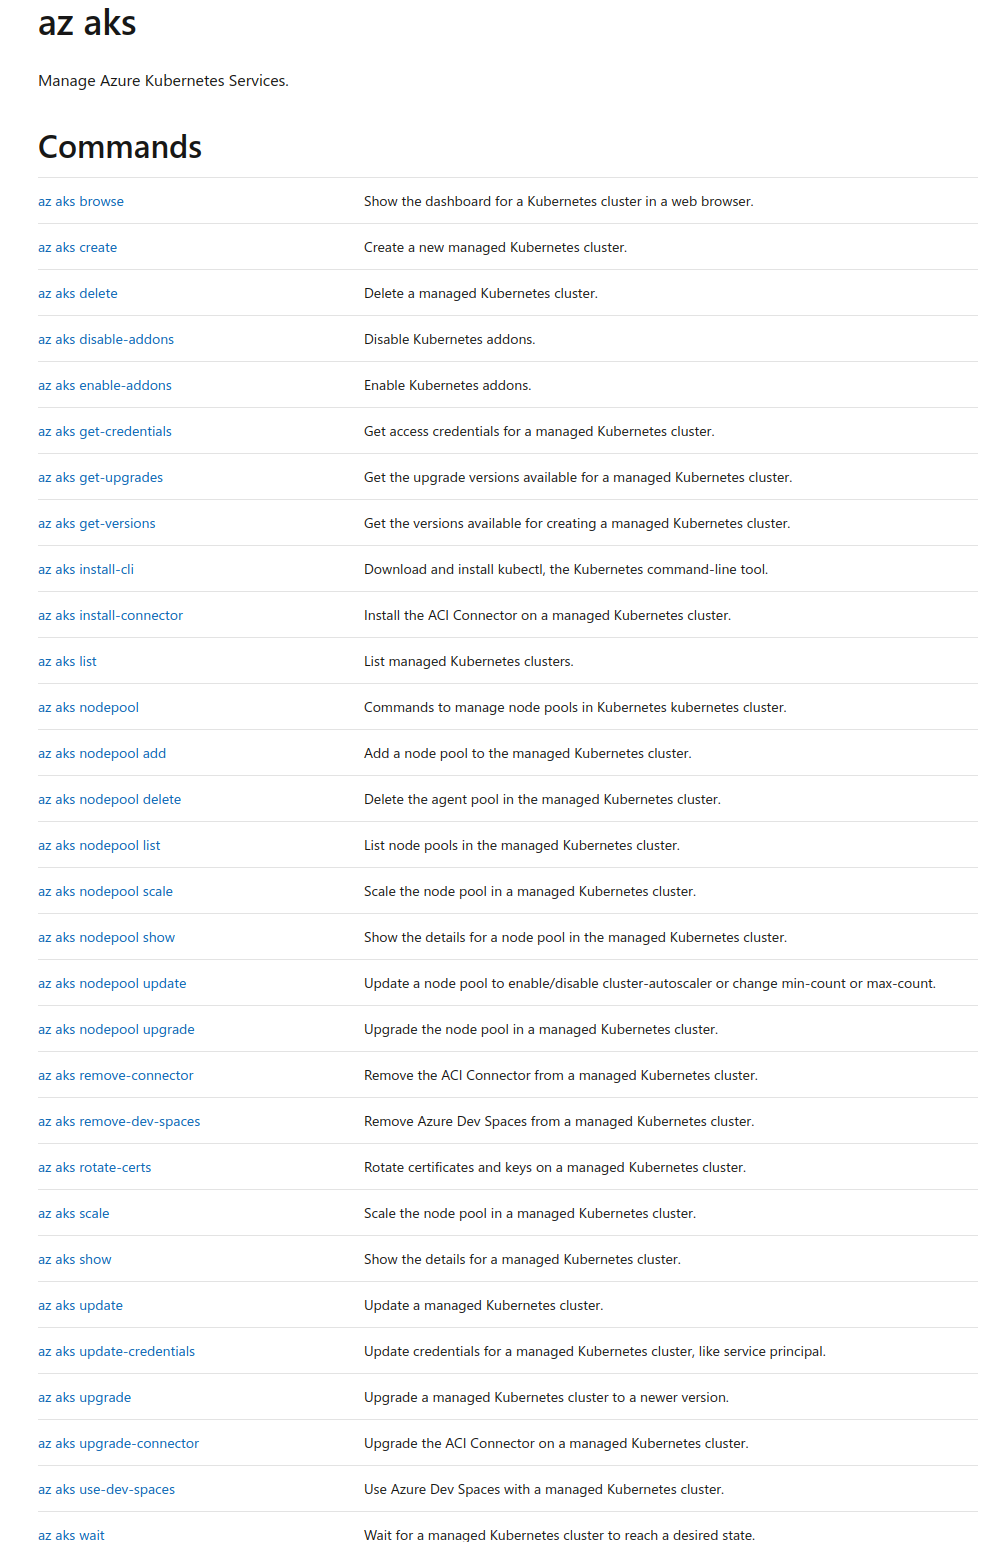 az aks
Manage Azure Kubernetes Services.
Commands
az aks browse Show the dashboard for a Kubernetes cluster in a web browser.
az aks create Create a new managed Kubernetes cluster.
az aks delete Delete a managed Kubernetes cluster.
az aks disable-addons Disable Kubernetes addons.
az aks enable-addons Enable Kubernetes addons.
az aks get-credentials Get access credentials for a managed Kubernetes cluster.
az aks get-upgrades Get the upgrade versions available for a managed Kubernetes cluster.
az aks get-versions Get the versions available for creating a managed Kubernetes cluster.
az aks install-cli Download and install kubectl, the Kubernetes command-line tool.
az aks install-connector Install the ACI Connector on a managed Kubernetes cluster.
az aks list List managed Kubernetes clusters.
az aks nodepool Commands to manage node pools in Kubernetes kubernetes cluster.
az aks nodepool add Add a node pool to the managed Kubernetes cluster.
az aks nodepool delete Delete the agent pool in the managed Kubernetes cluster.
az aks nodepool list List node pools in the managed Kubernetes cluster.
az aks nodepool scale Scale the node pool in a managed Kubernetes cluster.
az aks nodepool show Show the details for a node pool in the managed Kubernetes cluster.
az aks nodepool update Update a node pool to enable/disable cluster-autoscaler or change min-count or max-count.
az aks nodepool upgrade Upgrade the node pool in a managed Kubernetes cluster.
az aks remove-connector Remove the ACI Connector from a managed Kubernetes cluster.
az aks remove-dev-spaces Remove Azure Dev Spaces from a managed Kubernetes cluster.
az aks rotate-certs Rotate certificates and keys on a managed Kubernetes cluster.
az aks scale Scale the node pool in a managed Kubernetes cluster.
az aks show Show the details for a managed Kubernetes cluster.
az aks update Update a managed Kubernetes cluster.
az aks update-credentials Update credentials for a managed Kubernetes cluster, like service principal.
az aks upgrade Upgrade a managed Kubernetes cluster to a newer version.
az aks upgrade-connector Upgrade the ACI Connector on a managed Kubernetes cluster.
az aks use-dev-spaces Use Azure Dev Spaces with a managed Kubernetes cluster.
az aks wait Wait for a managed Kubernetes cluster to reach a desired state.